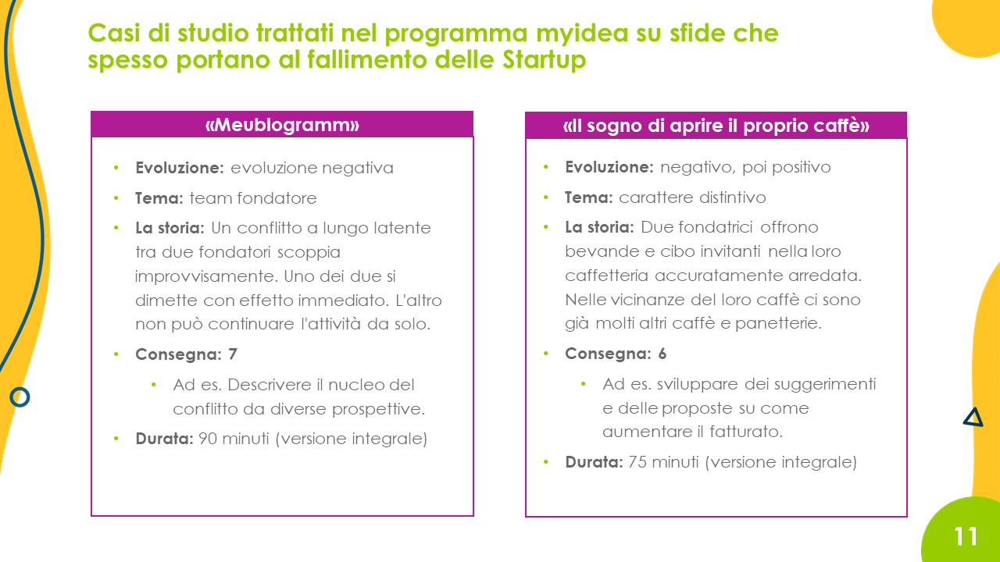 Casi di studio trattati nel programma myidea su sfide che
spesso portano al fallimento delle Startup
«Meublogramm»
• Evoluzione: evoluzione negativa
• Tema: team fondatore
• La storia: Un conflitto a lungo latente
tra due fondatori scoppia
improvvisamente. Uno dei due si
dimette con effetto immediato. L'altro
non può continuare l'attività da solo.
• Consegna: 7
• Ad es. Descrivere il nucleo del
conflitto da diverse prospettive.
• Durata: 90 minuti (versione integrale)
«Il sogno di aprire il proprio caffè»
• Evoluzione: negativo, poi positivo
• Tema: carattere distintivo
• La storia: Due fondatrici offrono
bevande e cibo invitanti nella loro
caffetteria accuratamente arredata.
Nelle vicinanze del loro caffè ci sono
già molti altri caffè e panetterie.
• Consegna: 6
• Ad es. sviluppare dei suggerimenti
e delle proposte su come
aumentare il fatturato.
• Durata: 75 minuti (versione integrale)
11